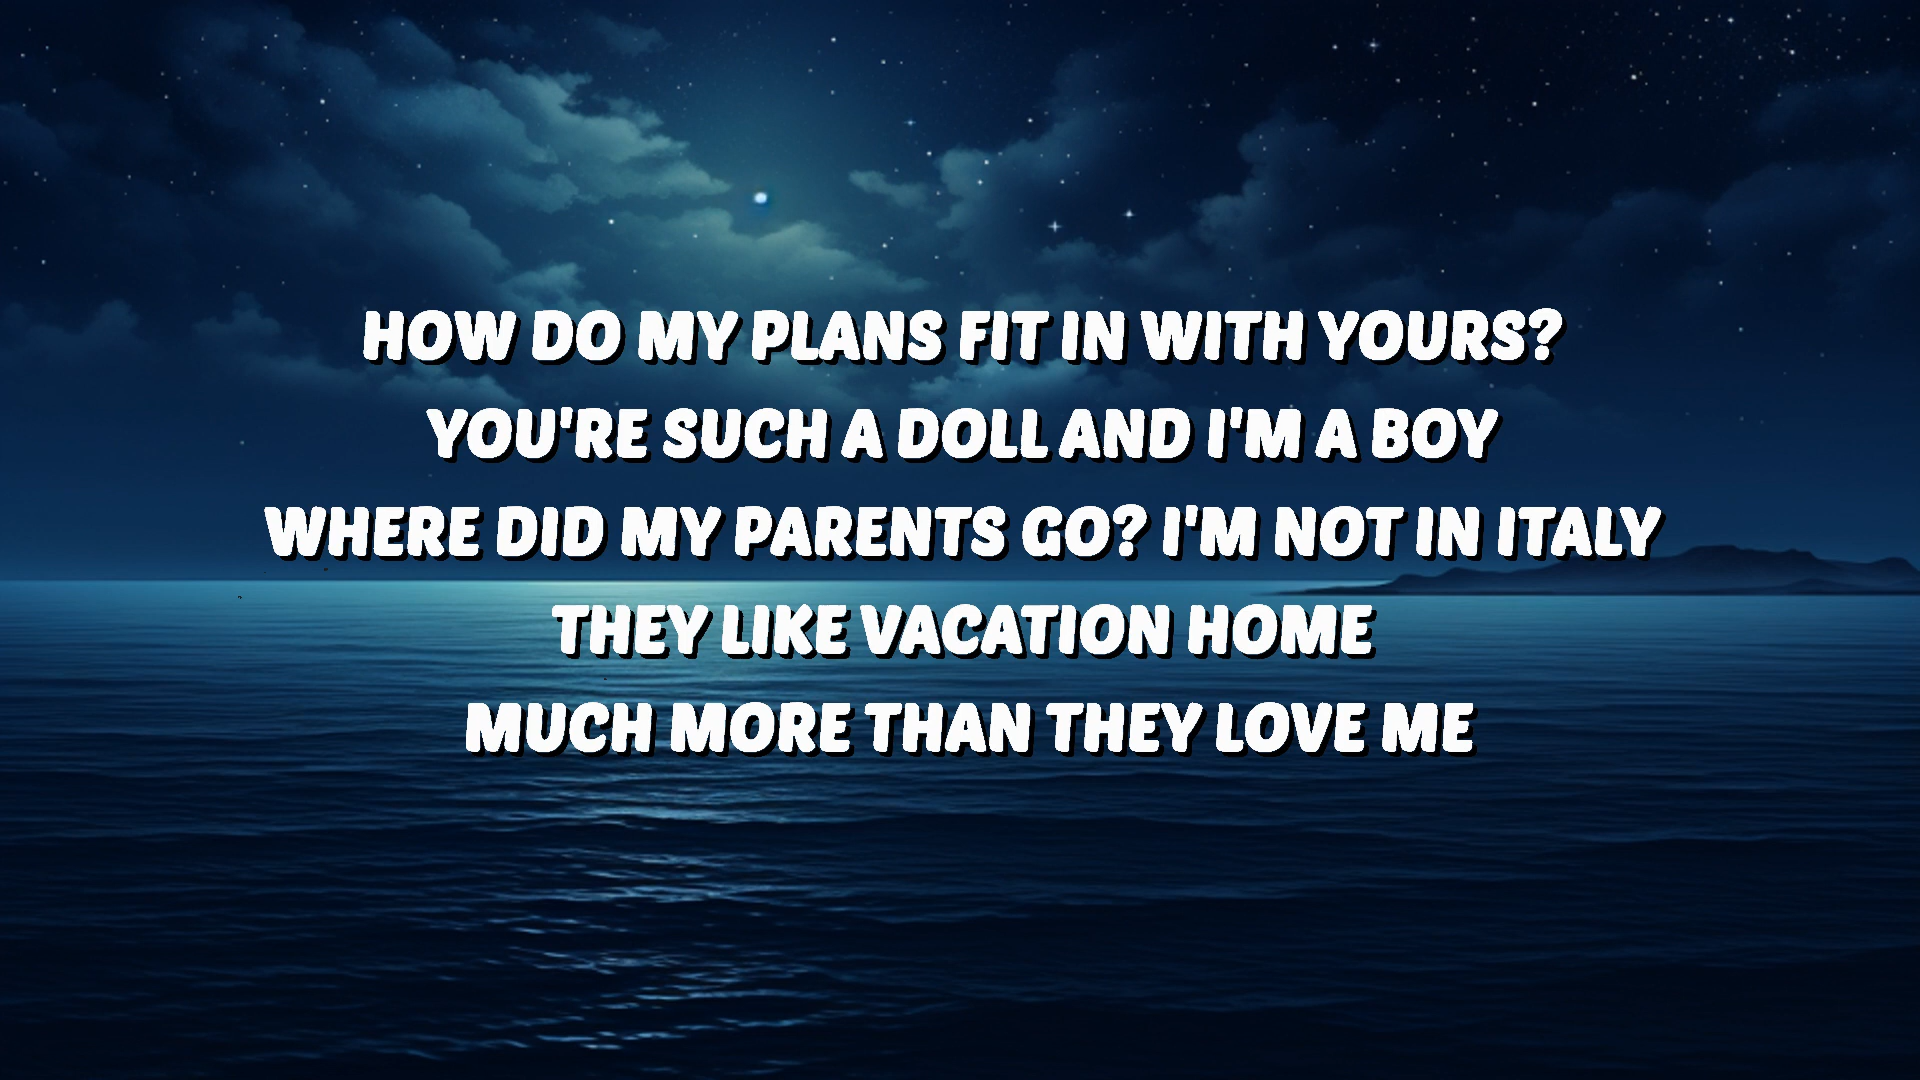 HOW DO MY PLANS FIT IN WITH YOURS?
YOU'RE SUCH A DOLL AND I'M A BOY
WHERE DID MY PARENTS GO? I'M NOT IN ITALY
THEY LIKE VACATION HOME
MUCH MORE THAN THEY LOVE ME